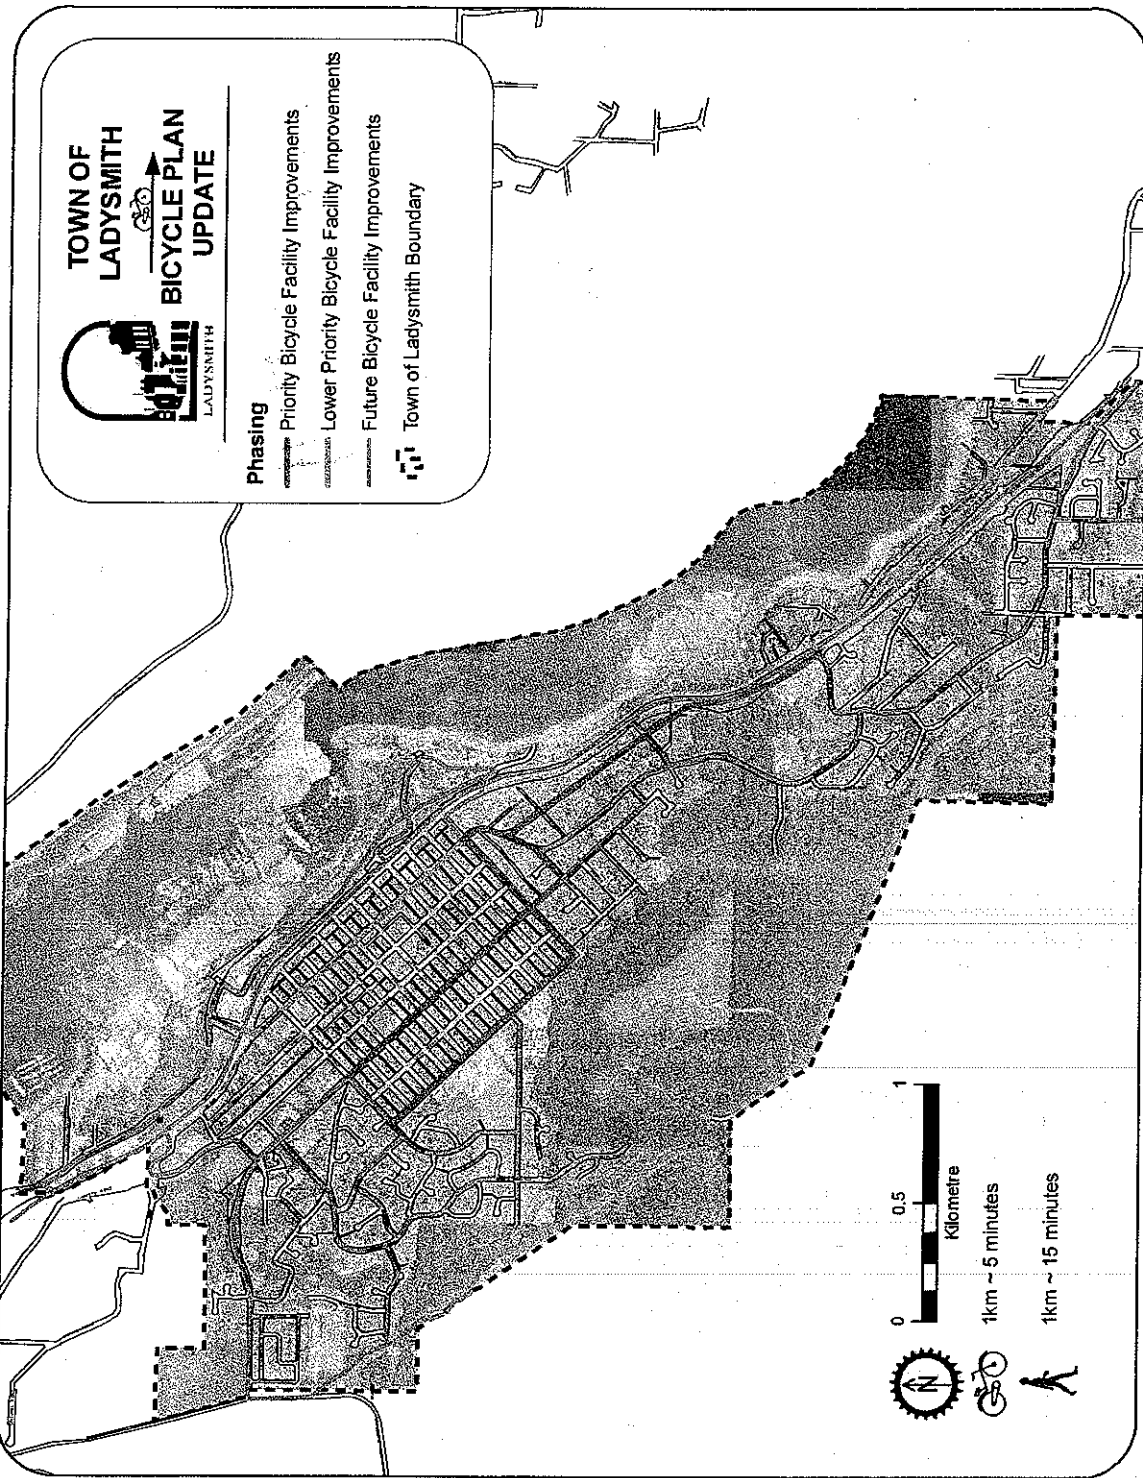 TOWN OF
LADYSMITH
BICYCLE PLAN
UPDATE
LADYSMITH
Phasing
Priority Bicycle Facility Improvements
Lower Priority Bicycle Facility Improvements
Future Bicycle Facility Improvements
Town of Ladysmith Boundary
0 0.5 1
Kilometre
N
1km ~ 5 minutes
1km ~ 15 minutes